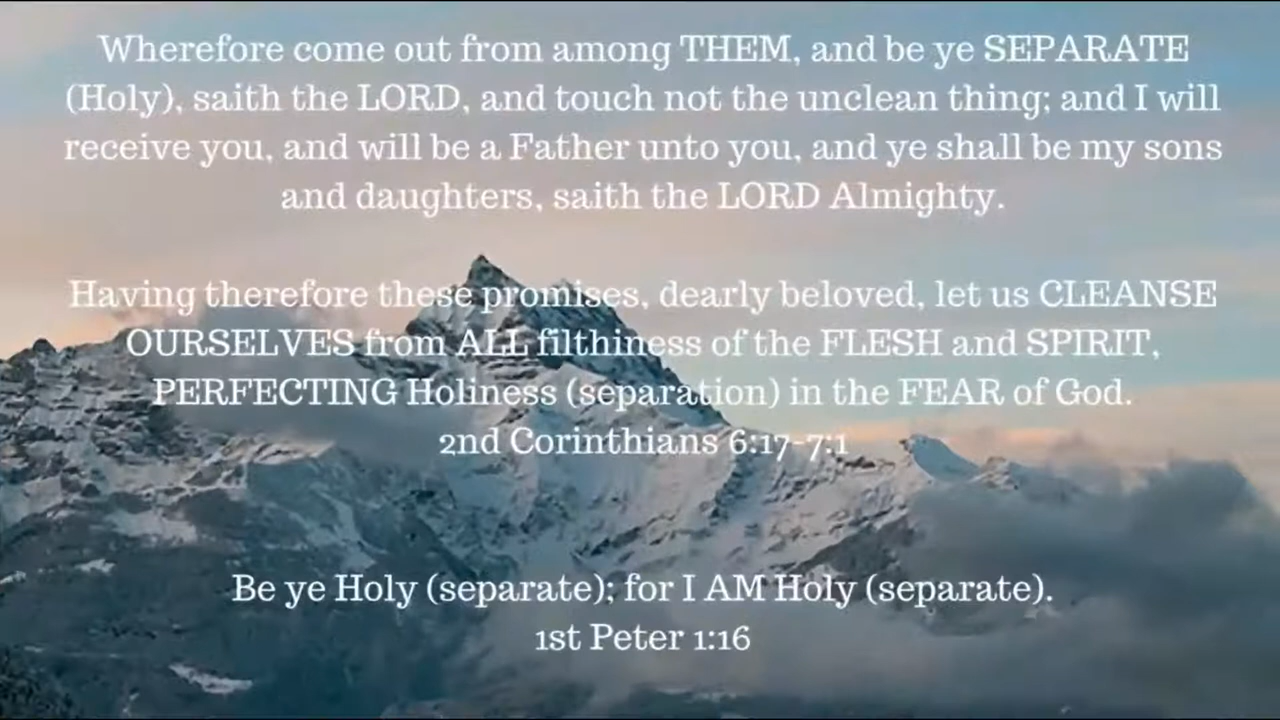 Wherefore come out from among THEM, and be ye SEPARATE
(Holy), saith the LORD, and touch not the unclean thing; and I will
receive you, and will be a Father unto you, and ye shall be my sons
and daughters, saith the LORD Almighty.
Having therefore these promises, dearly beloved, let us CLEANSE
OURSELVES from ALL filthiness of the FLESH and SPIRIT,
PERFECTING Holiness (separation) in the FEAR of God.
2nd Corinthians 6:17-7:1
Be ye Holy (separate); for I AM Holy (separate).
1st Peter 1:16